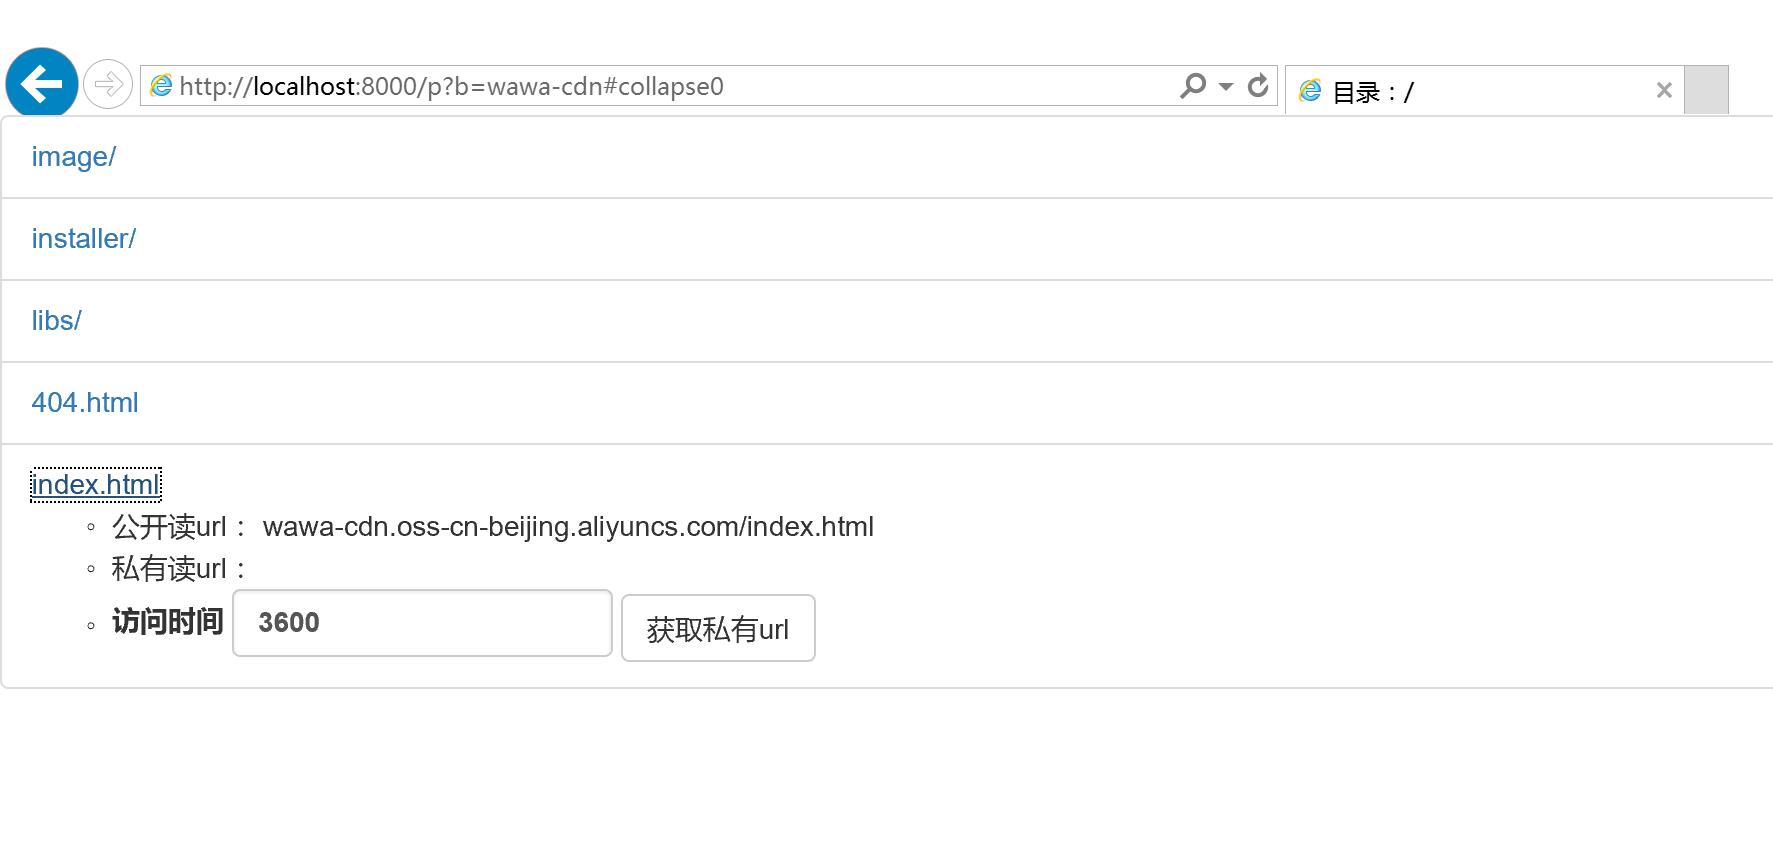 http://localhost:8000/p?b=wawa-cdn#collapse0
目录：/
image/
installer/
libs/
404.html
index.html
公开读url： wawa-cdn.oss-cn-beijing.aliyuncs.com/index.html
私有读url：
访问时间 3600 获取私有url